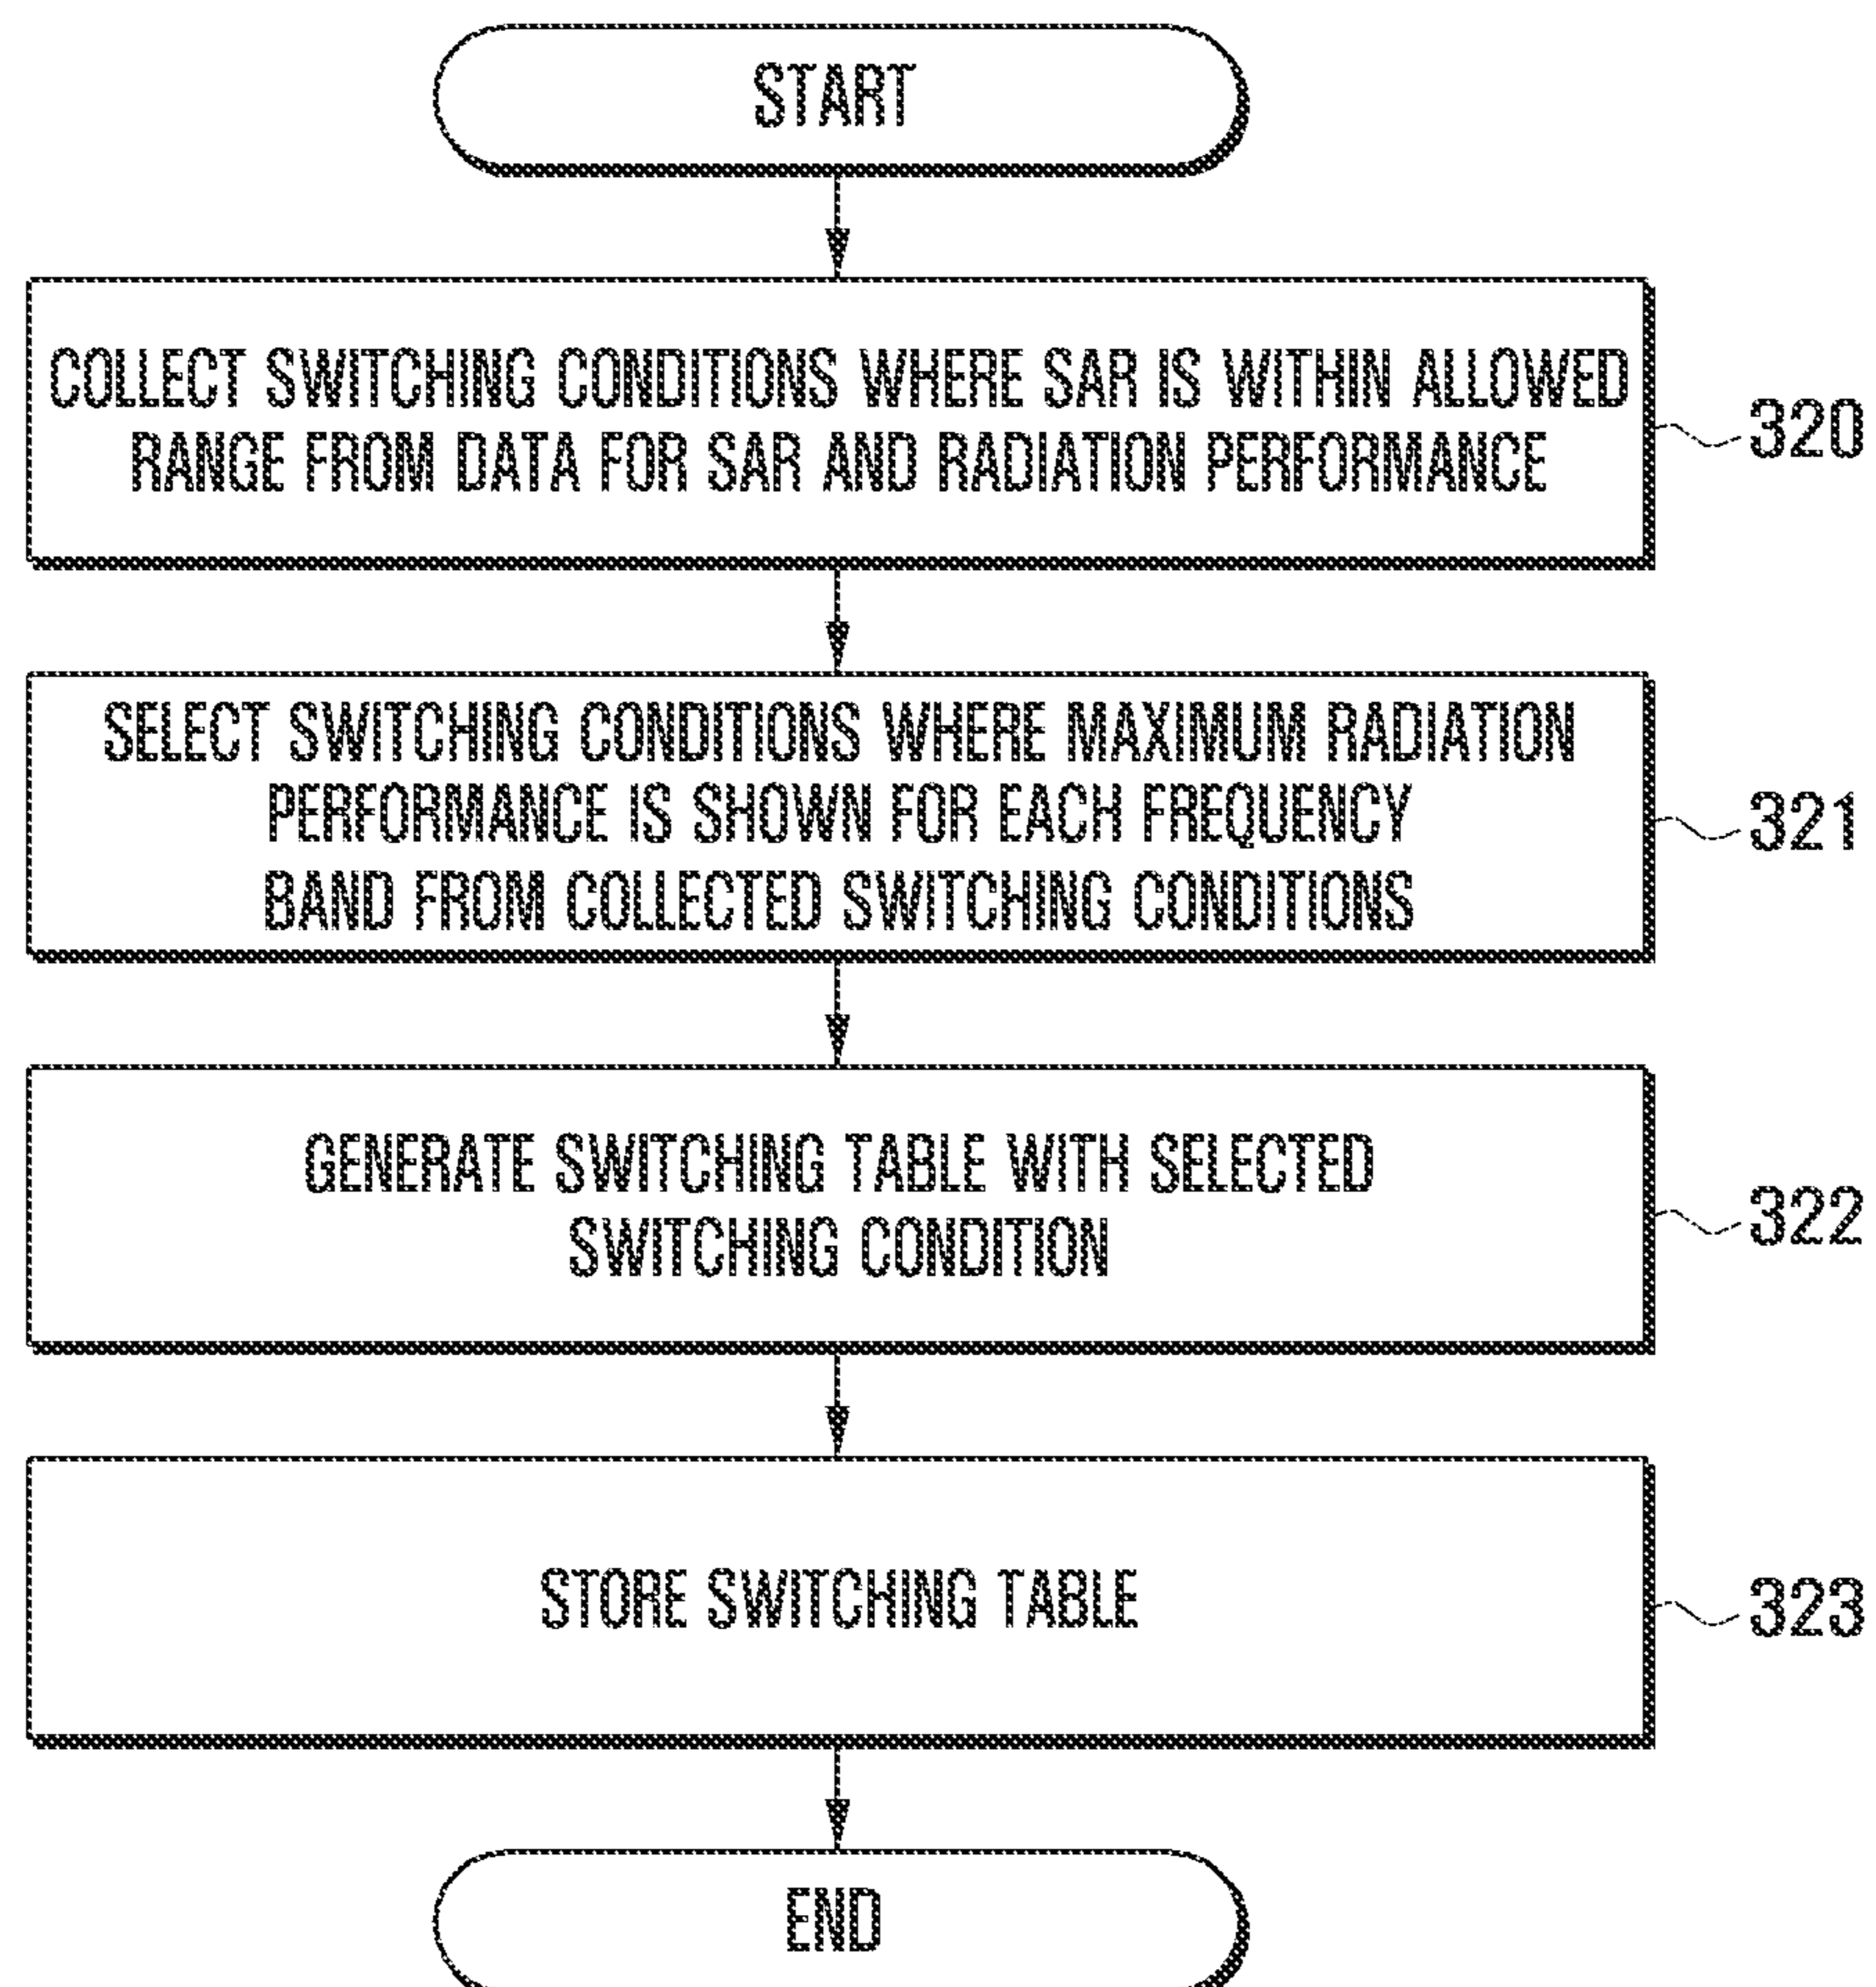 START
COLLECT SWITCHING CONDITIONS WHERE SAR IS WITHIN ALLOWED
RANGE FROM DATA FOR SAR AND RADIATION PERFORMANCE
320
SELECT SWITCHING CONDITIONS WHERE MAXIMUM RADIATION
PERFORMANCE IS SHOWN FOR EACH FREQUENCY
BAND FROM COLLECTED SWITCHING CONDITIONS
321
GENERATE SWITCHING TABLE WITH SELECTED
SWITCHING CONDITION
322
STORE SWITCHING TABLE
323
END